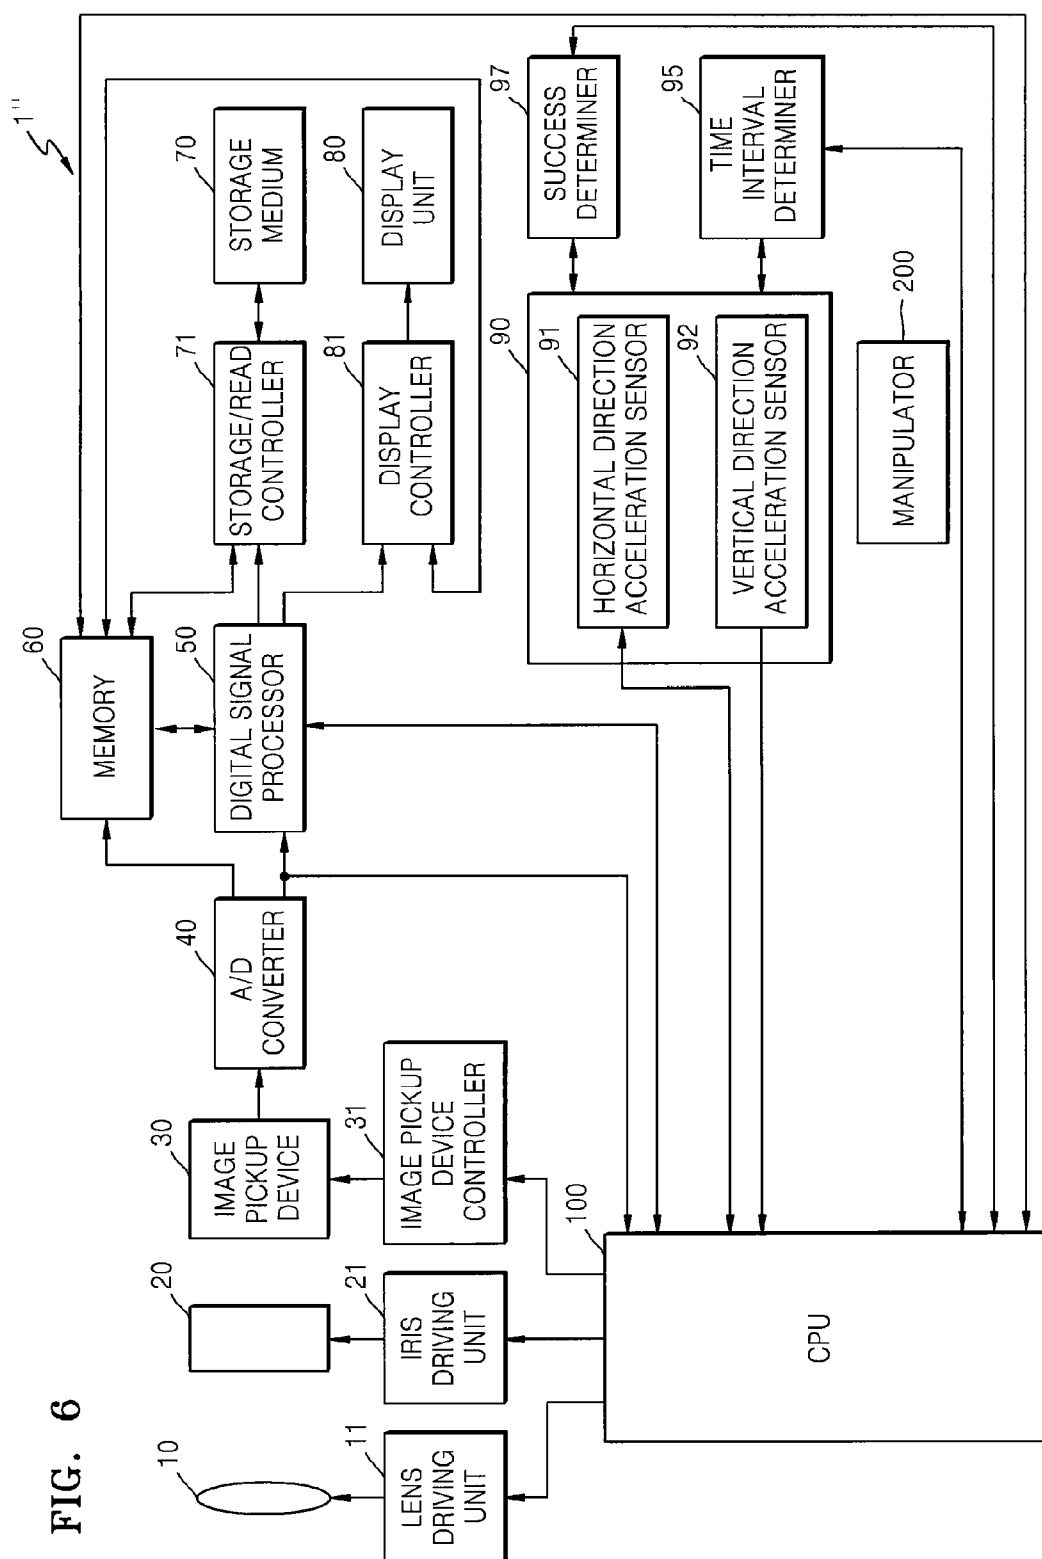 FIG. 6
1"
10
20
30
IMAGE
PICKUP
DEVICE
40
A/D
CONVERTER
60
MEMORY
50
DIGITAL SIGNAL
PROCESSOR
71
STORAGE/READ
CONTROLLER
70
STORAGE
MEDIUM
81
DISPLAY
CONTROLLER
80
DISPLAY
UNIT
11
LENS
DRIVING
UNIT
21
IRIS
DRIVING
UNIT
31
IMAGE PICKUP
DEVICE
CONTROLLER
100
CPU
90
91
HORIZONTAL DIRECTION
ACCELERATION SENSOR
92
VERTICAL DIRECTION
ACCELERATION SENSOR
97
SUCCESS
DETERMINER
95
TIME
INTERVAL
DETERMINER
200
MANIPULATOR